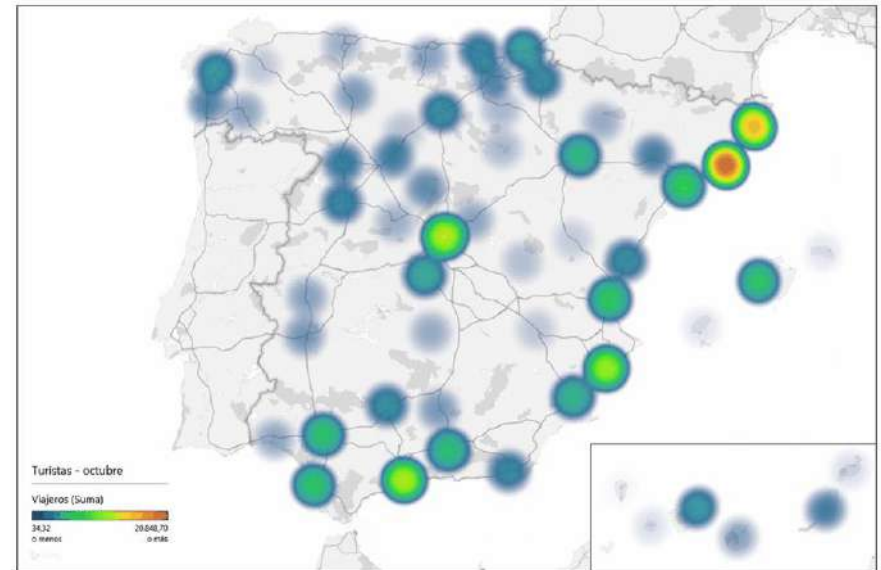 Turistas - octubre
Viajeros (Suma)
34,32
20.848,70
o menos
o más